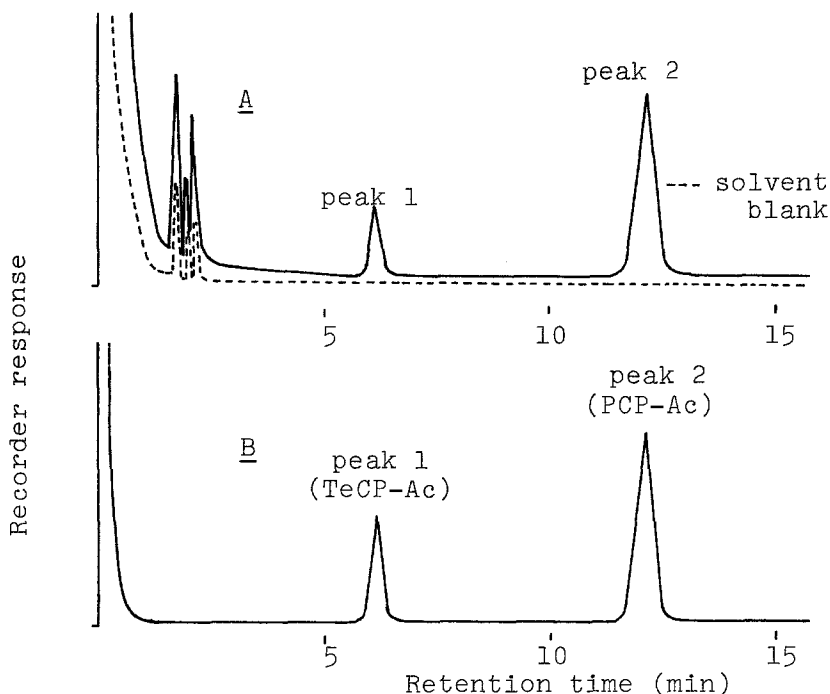 peak 2
A
peak 1
--- solvent
blank
5
10
15
Recorder response
peak 2
(PCP-Ac)
B
peak 1
(TeCP-Ac)
5
10
15
Retention time (min)